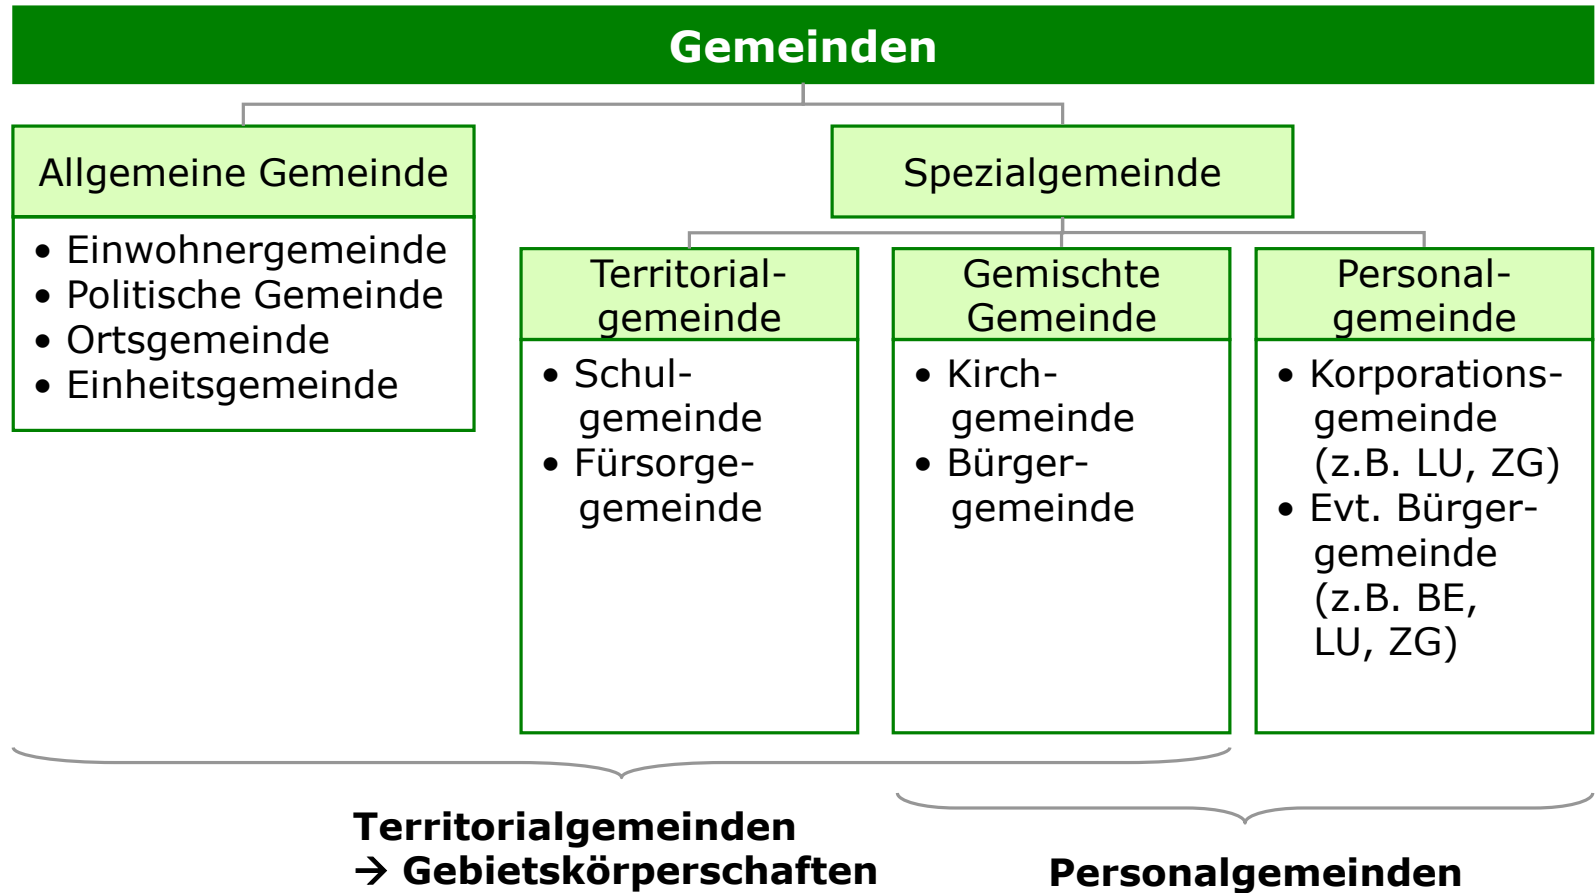 Gemeinden
Allgemeine Gemeinde
• Einwohnergemeinde
• Politische Gemeinde
• Ortsgemeinde
• Einheitsgemeinde
Spezialgemeinde
Territorial-
gemeinde
• Schul-
gemeinde
• Fürsorge-
gemeinde
Gemischte
Gemeinde
• Kirch-
gemeinde
• Bürger-
gemeinde
Personal-
gemeinde
• Korporations-
gemeinde
(z.B. LU, ZG)
• Evt. Bürger-
gemeinde
(z.B. BE,
LU, ZG)
Territorialgemeinden
→ Gebietskörperschaften
Personalgemeinden